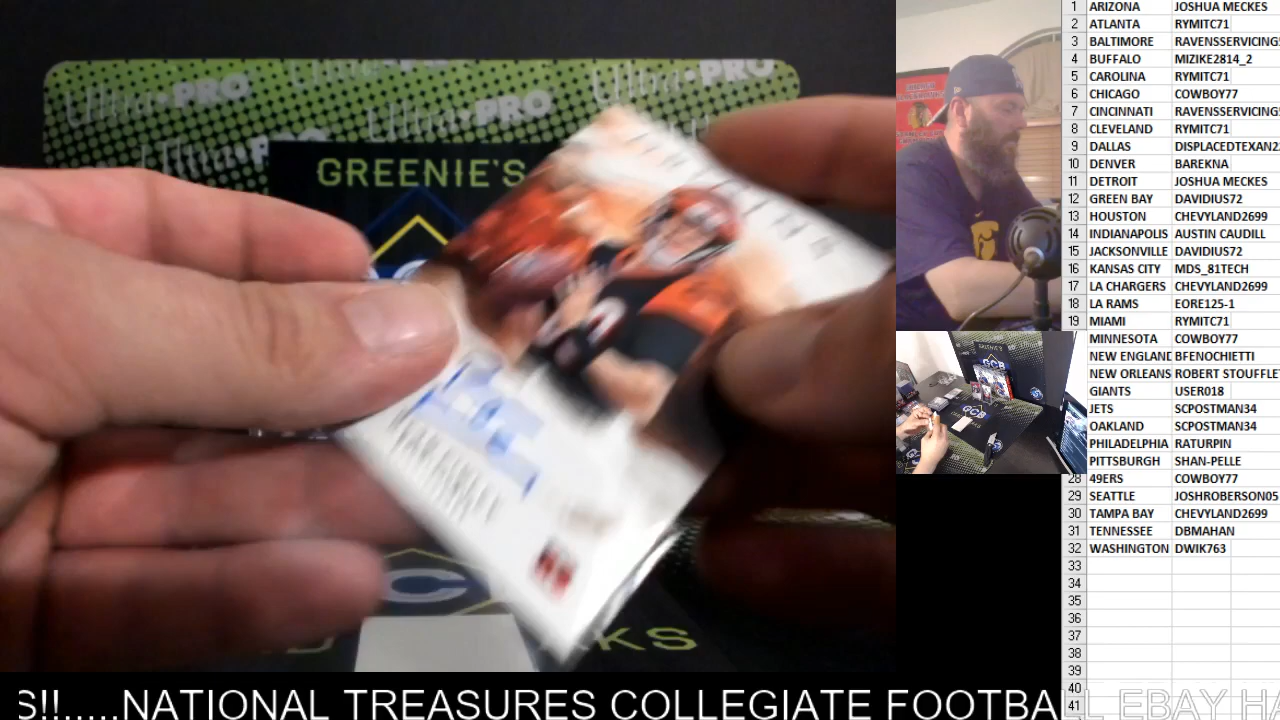 Ultra·PRO
Ultra·PRO
GREENIE'S
1 ARIZONA JOSHUA MECKES
2 ATLANTA RYMITC71
3 BALTIMORE RAVENSSERVICING
4 BUFFALO MIZIKE2814_2
5 CAROLINA RYMITC71
6 CHICAGO COWBOY77
7 CINCINNATI RAVENSSERVICING
8 CLEVELAND RYMITC71
9 DALLAS DISPLACEDTEXAN2
10 DENVER BAREKNA
11 DETROIT JOSHUA MECKES
12 GREEN BAY DAVIDIUS72
13 HOUSTON CHEVYLAND2699
14 INDIANAPOLIS AUSTIN CAUDILL
15 JACKSONVILLE DAVIDIUS72
16 KANSAS CITY MDS_81TECH
17 LA CHARGERS CHEVYLAND2699
18 LA RAMS EORE125-1
19 MIAMI RYMITC71
MINNESOTA COWBOY77
NEW ENGLAND BFENOCHIETTI
NEW ORLEANS ROBERT STOUFFLE
GIANTS USER018
JETS SCPOSTMAN34
OAKLAND SCPOSTMAN34
PHILADELPHIA RATURPIN
PITTSBURGH SHAN-PELLE
28 49ERS COWBOY77
29 SEATTLE JOSHROBERSON05
30 TAMPA BAY CHEVYLAND2699
31 TENNESSEE DBMAHAN
32 WASHINGTON DWIK763
33
34
35
36
37
38
39
40
41
S!!.....NATIONAL TREASURES COLLEGIATE FOOTBALL EBAY HA